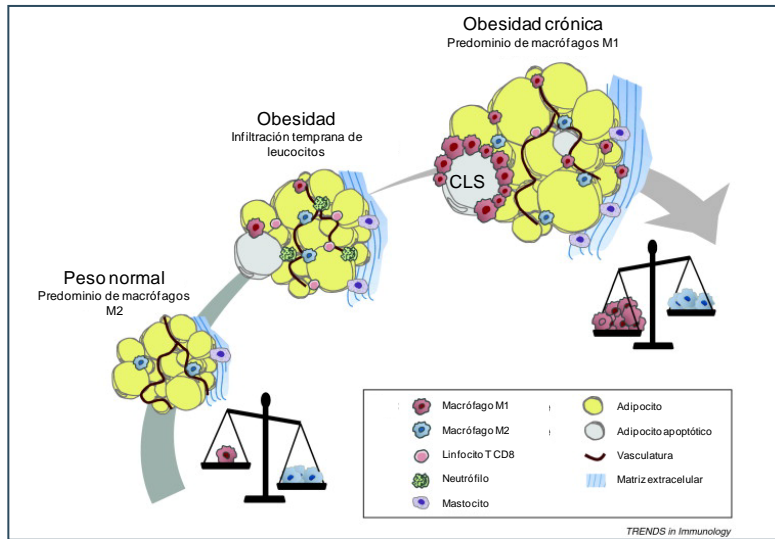 Obesidad crónica
Predominio de macrófagos M1
Obesidad
Infiltración temprana de
leucocitos
CLS
Peso normal
Predominio de macrófagos
M2
Macrófago M1
Macrófago M2
Linfocito T CD8
Neutrófilo
Mastocito
Adipocito
Adipocito apoptótico
Vasculatura
Matriz extracelular
TRENDS in Immunology